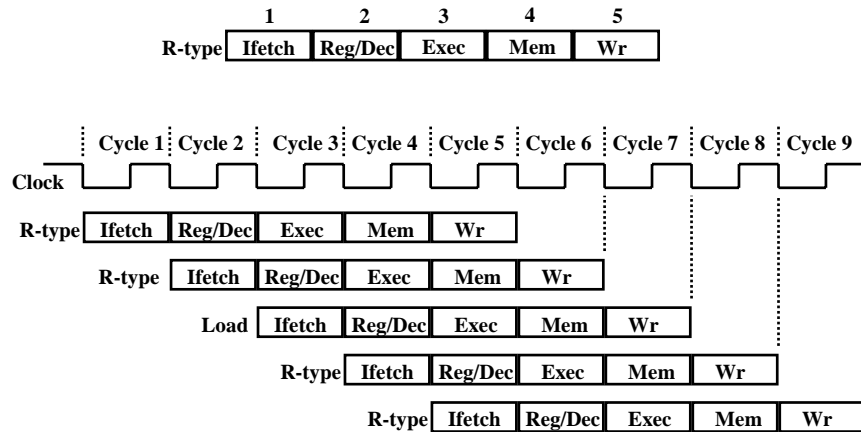 1 2 3 4 5
R-type Ifetch Reg/Dec Exec Mem Wr
Cycle 1 Cycle 2 Cycle 3 Cycle 4 Cycle 5 Cycle 6 Cycle 7 Cycle 8 Cycle 9
Clock
R-type Ifetch Reg/Dec Exec Mem Wr
R-type Ifetch Reg/Dec Exec Mem Wr
Load Ifetch Reg/Dec Exec Mem Wr
R-type Ifetch Reg/Dec Exec Mem Wr
R-type Ifetch Reg/Dec Exec Mem Wr